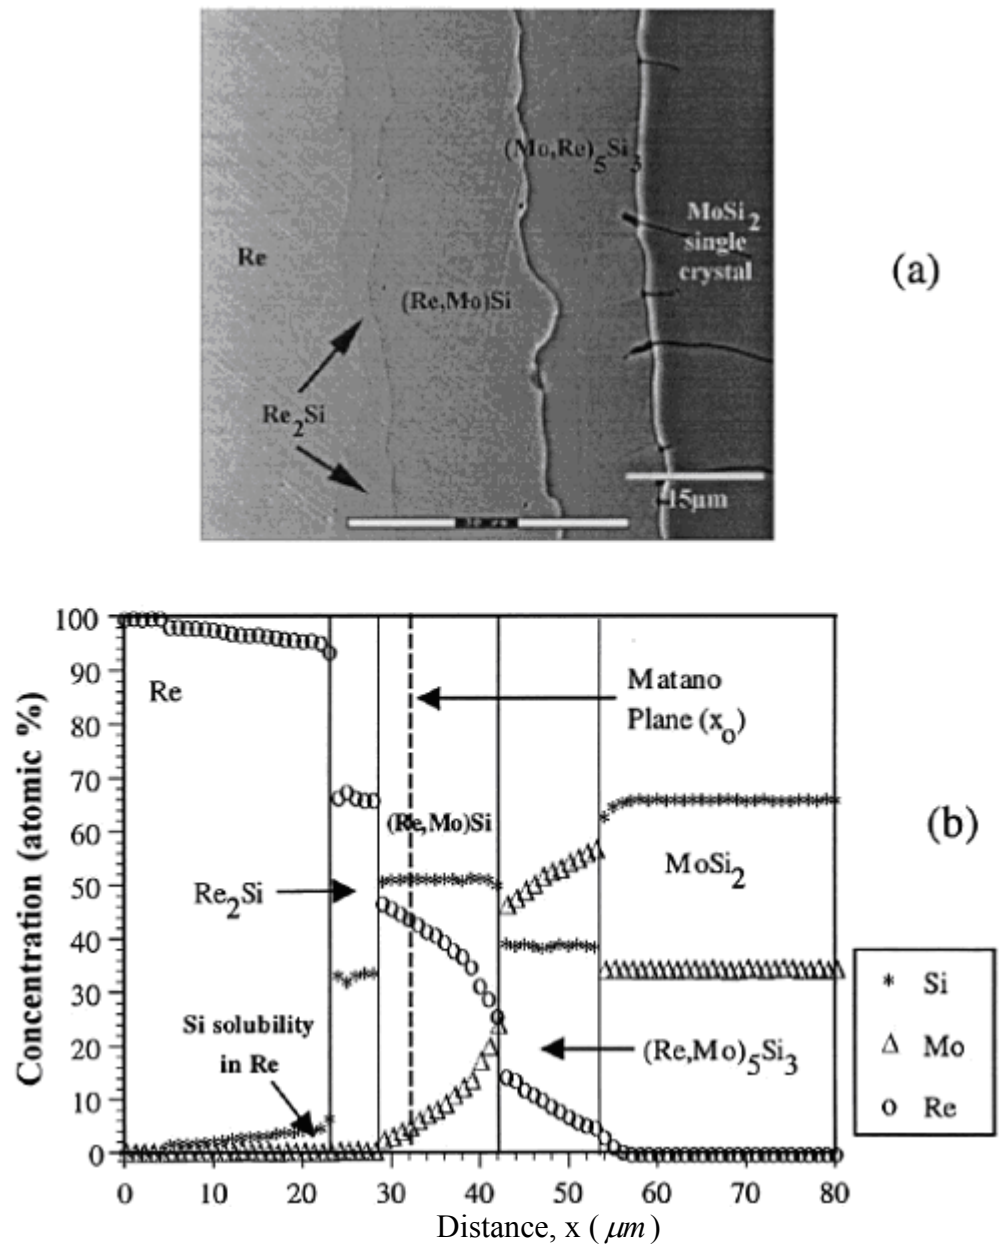 Re
Re₂Si
(Re,Mo)Si
(Mo,Re)₅Si₃
MoSi₂
single
crystal
15μm
(a)
Concentration (atomic %)
100
90
80
70
60
50
40
30
20
10
0
Re
Re₂Si
Si solubility
in Re
(Re,Mo)Si
Matano
Plane (x₀)
MoSi₂
(Re,Mo)₅Si₃
(b)
* Si
△ Mo
o Re
0 10 20 30 40 50 60 70 80
Distance, x ( μm )